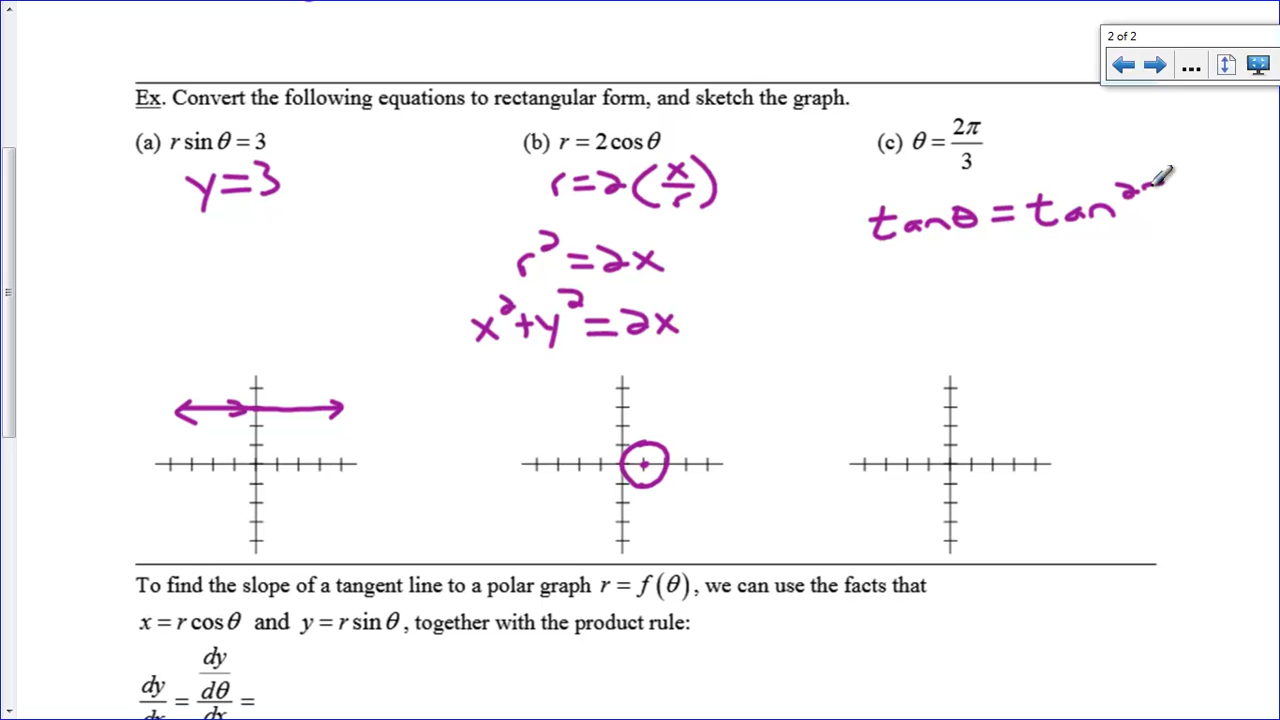 2 of 2
Ex. Convert the following equations to rectangular form, and sketch the graph.
(a) r sin θ = 3
y = 3
(b) r = 2 cos θ
r = 2 (x/r)
r² = 2x
x² + y² = 2x
(c) θ = 2π/3
tan θ = tan 2
To find the slope of a tangent line to a polar graph r = f(θ), we can use the facts that
x = r cos θ and y = r sin θ, together with the product rule:
dy/dx = dy/dθ / dx =